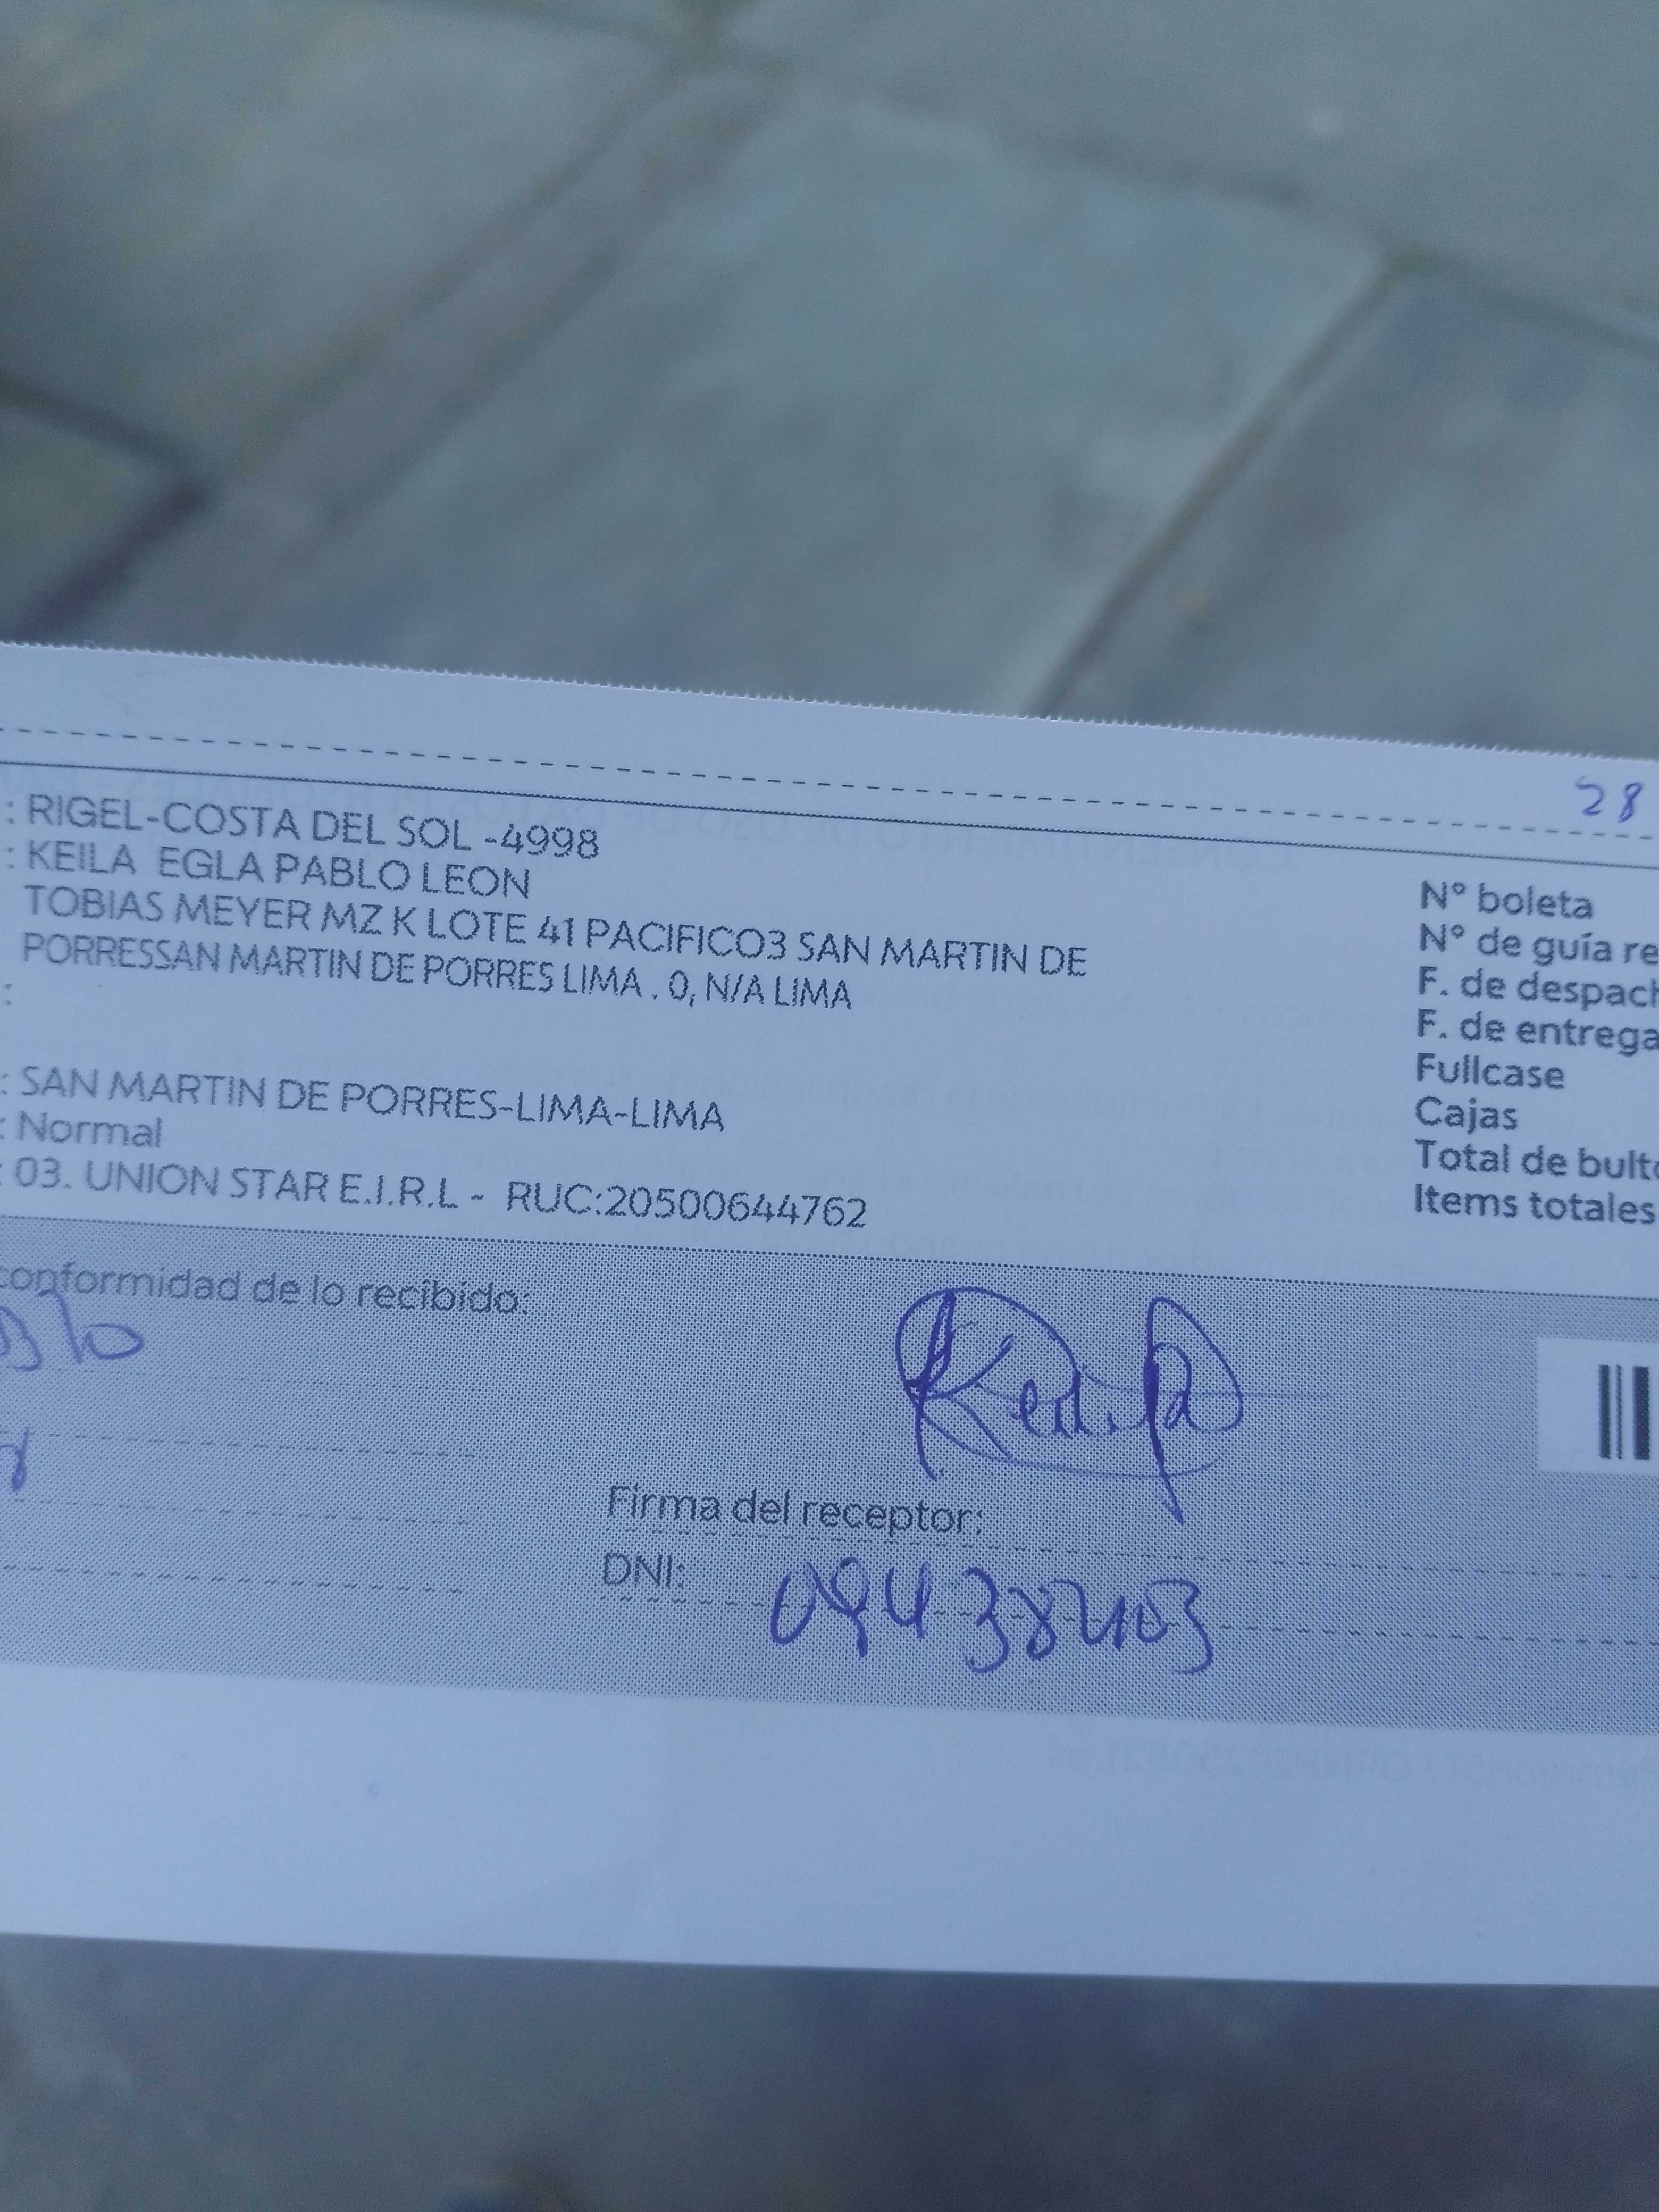 28
: RIGEL-COSTA DEL SOL -4998
: KEILA EGLA PABLO LEON
TOBIAS MEYER MZ K LOTE 41 PACIFICO3 SAN MARTIN DE
PORRESSAN MARTIN DE PORRES LIMA . 0, N/A LIMA
:
: SAN MARTIN DE PORRES-LIMA-LIMA
: Normal
: 03. UNION STAR E.I.R.L - RUC:20500644762
N° boleta
N° de guía re
F. de despach
F. de entrega
Fullcase
Cajas
Total de bulto
Items totales
conformidad de lo recibido:
Keila
Firma del receptor:
DNI: